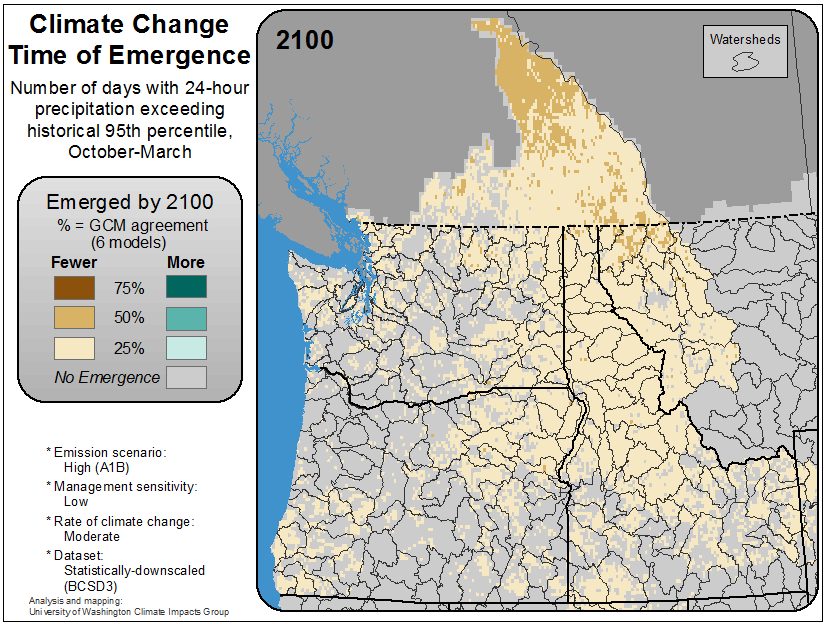 Climate Change
Time of Emergence
Number of days with 24-hour
precipitation exceeding
historical 95th percentile,
October-March
Emerged by 2100
% = GCM agreement
(6 models)
Fewer More
75%
50%
25%
No Emergence
* Emission scenario:
High (A1B)
* Management sensitivity:
Low
* Rate of climate change:
Moderate
* Dataset:
Statistically-downscaled
(BCSD3)
Analysis and mapping:
University of Washington Climate Impacts Group
2100
Watersheds